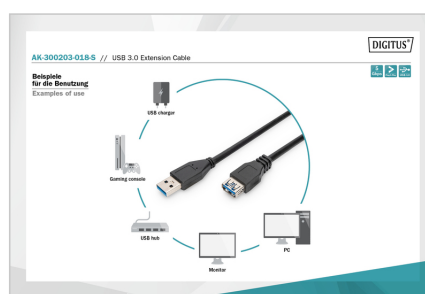 DIGITUS®
AK-300203-018-S // USB 3.0 Extension Cable
Beispiele
für die Benutzung
Examples of use
USB charger
Gaming console
USB hub
Monitor
PC